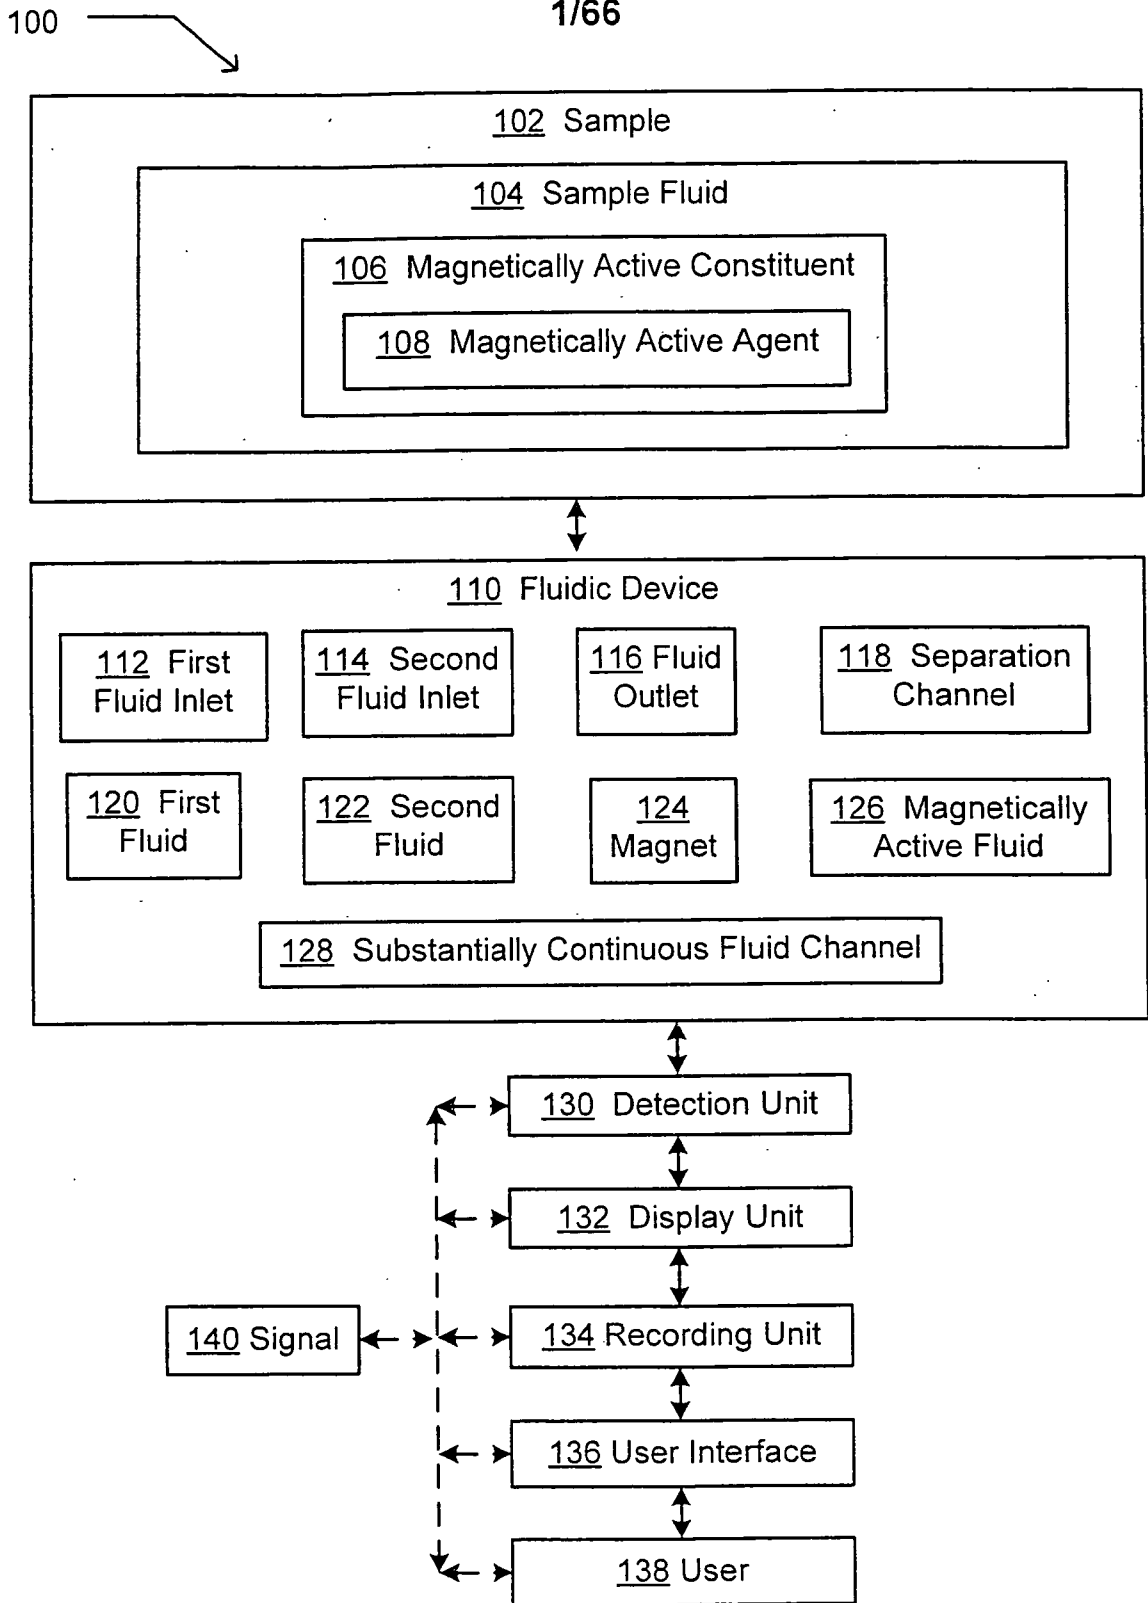 1/66
100
102 Sample
104 Sample Fluid
106 Magnetically Active Constituent
108 Magnetically Active Agent
110 Fluidic Device
112 First
Fluid Inlet
114 Second
Fluid Inlet
116 Fluid
Outlet
118 Separation
Channel
120 First
Fluid
122 Second
Fluid
124
Magnet
126 Magnetically
Active Fluid
128 Substantially Continuous Fluid Channel
130 Detection Unit
132 Display Unit
140 Signal
134 Recording Unit
136 User Interface
138 User